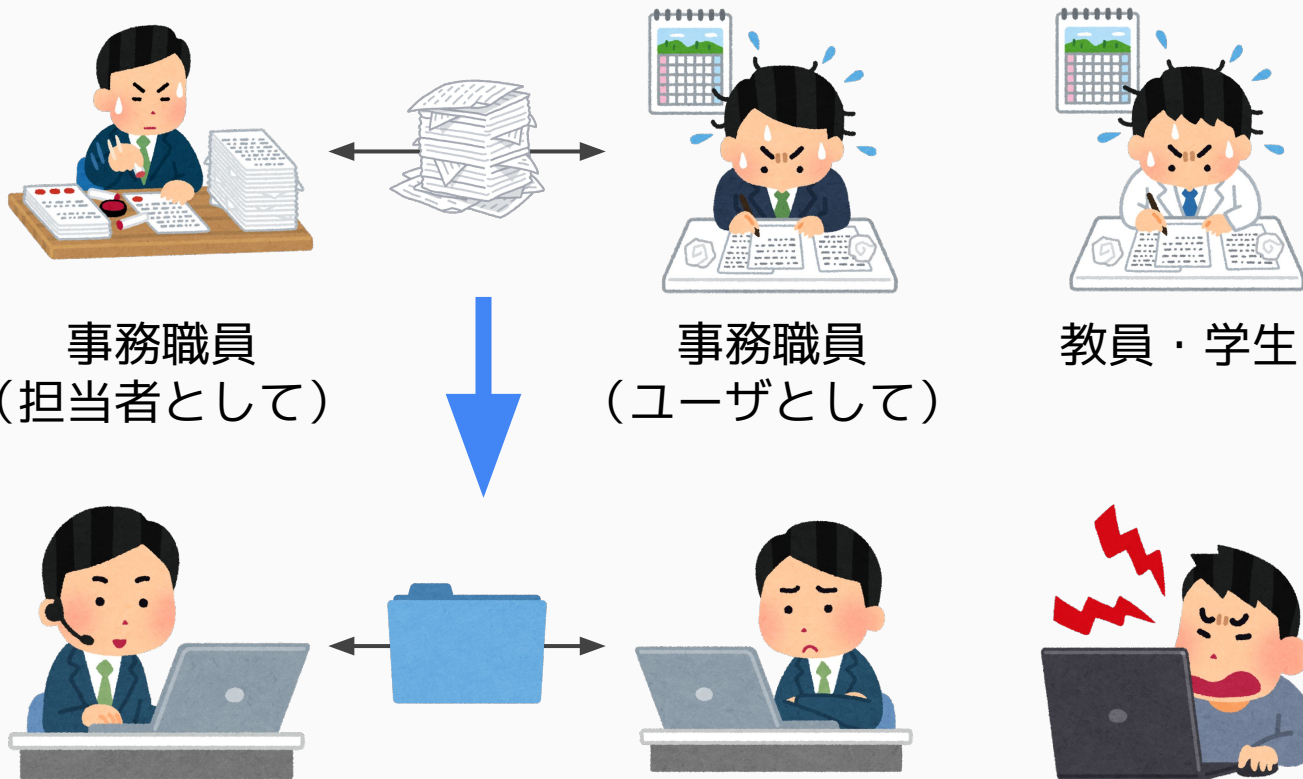 事務職員
（担当者として）
事務職員
（ユーザとして）
教員・学生